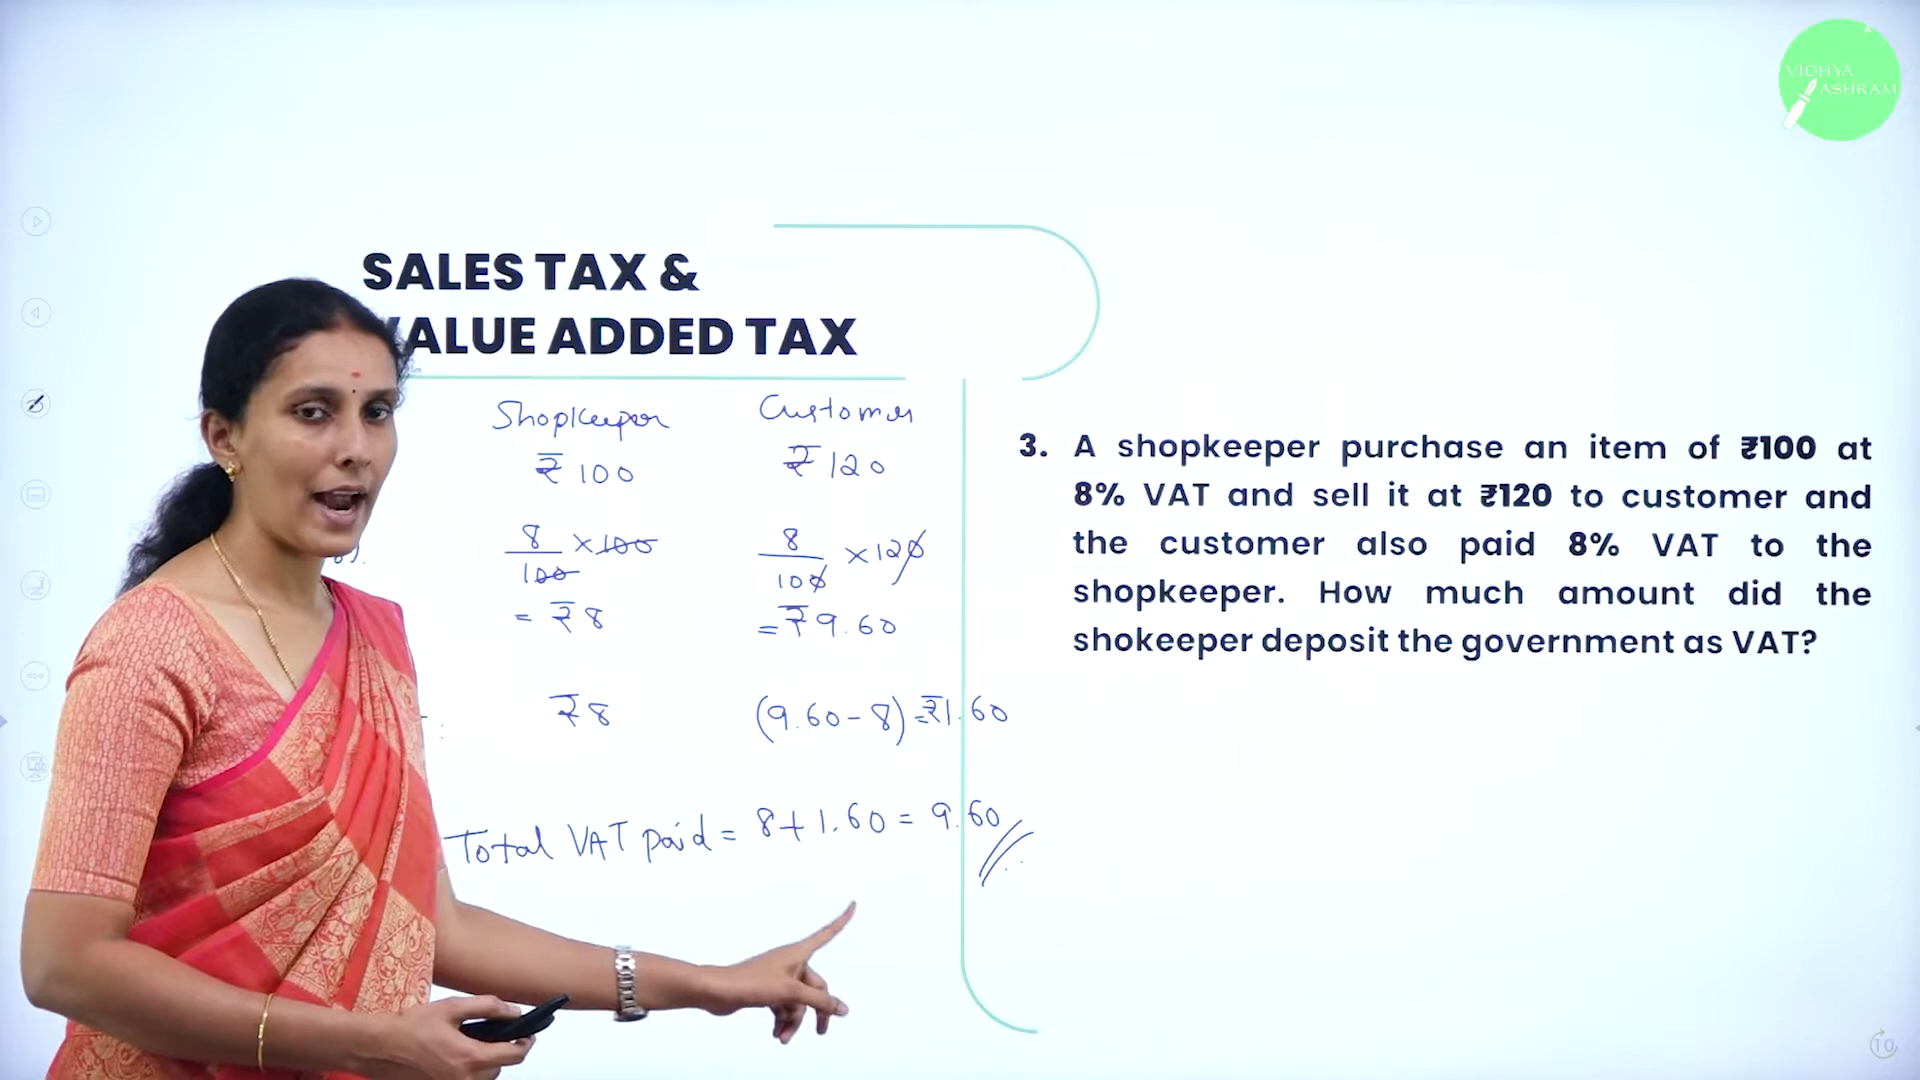 VIDHYA
ASHRAM
SALES TAX &
VALUE ADDED TAX
Shopkeeper Customer
₹ 100 ₹ 120
8/100 ×100 8/100 ×120
= ₹8 = ₹9.60
₹8 (9.60-8) = ₹1.60
Total VAT paid = 8+1.60 = 9.60
3. A shopkeeper purchase an item of ₹100 at
8% VAT and sell it at ₹120 to customer and
the customer also paid 8% VAT to the
shopkeeper. How much amount did the
shokeeper deposit the government as VAT?
10